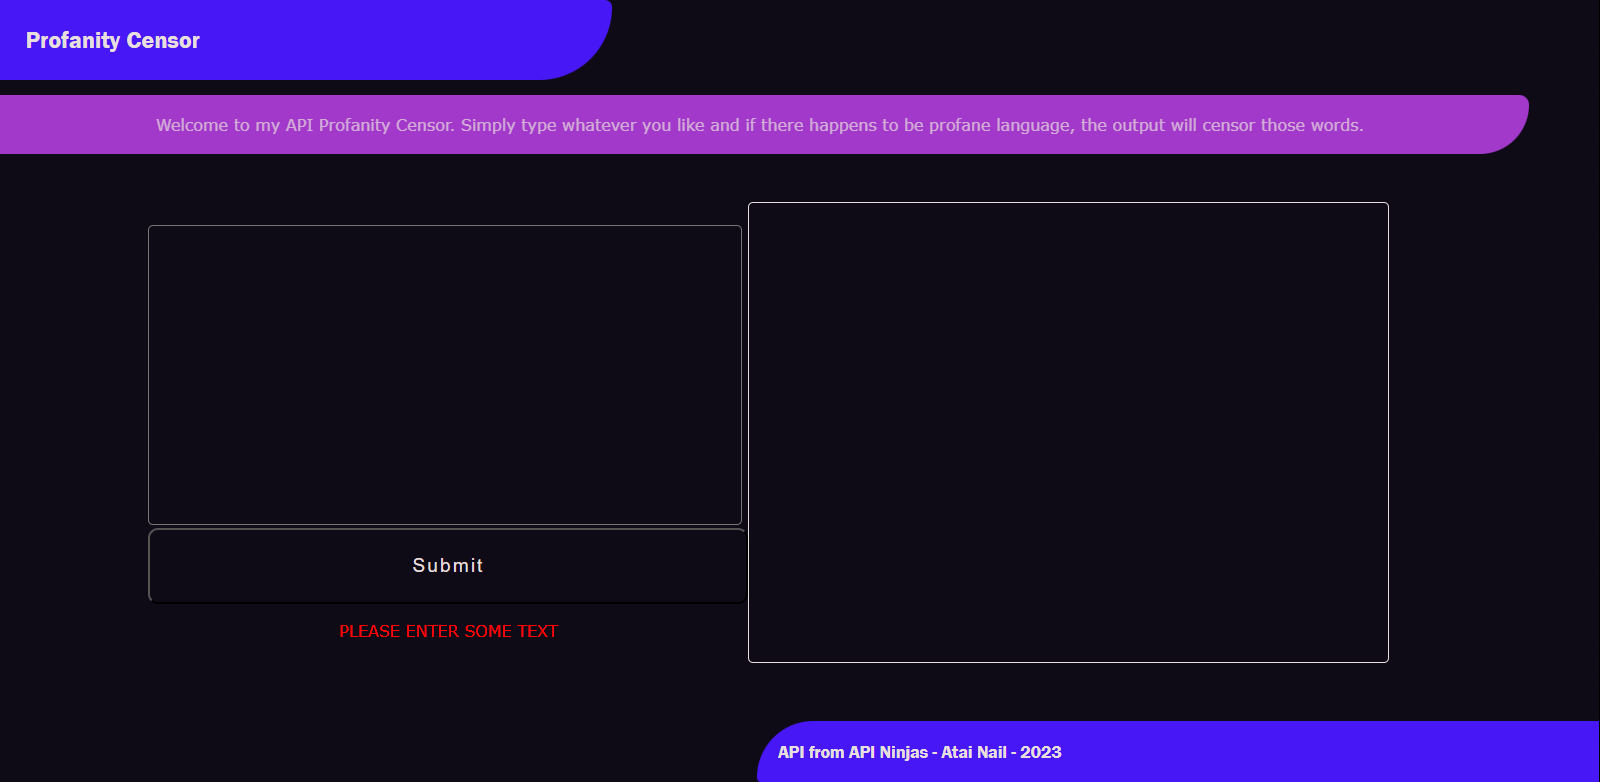 Profanity Censor
Welcome to my API Profanity Censor. Simply type whatever you like and if there happens to be profane language, the output will censor those words.
Submit
PLEASE ENTER SOME TEXT
API from API Ninjas - Atai Nail - 2023